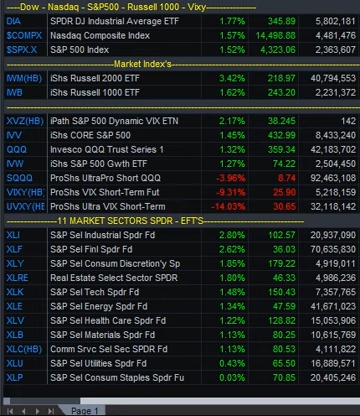 ------Dow - Nasdaq - S&P500 - Russell 1000 - Vixy------
DIA SPDR DJ Industrial Average ETF 1.77% 345.89 5,802,181
$COMPX Nasdaq Composite Index 1.57% 14,498.88 4,481,476
$SPX.X S&P 500 Index 1.52% 4,323.06 2,363,607
------Market Index's------
IWM(HB) iShs Russell 2000 ETF 3.42% 218.97 40,794,553
IWB iShs Russell 1000 ETF 1.62% 243.20 2,231,372
XVZ(HB) iPath S&P 500 Dynamic VIX ETN 2.17% 38.245 142
IVV iShs CORE S&P 500 1.45% 432.99 8,433,240
QQQ Invesco QQQ Trust Series 1 1.32% 359.34 42,183,702
IVW iShs S&P 500 Gwth ETF 1.27% 74.22 2,504,450
SQQQ ProShs UltraPro Short QQQ -3.96% 8.74 92,463,108
VIXY(HB) ProShs VIX Short-Term Fut -9.31% 25.90 5,218,159
UVXY(HB) ProShs Ultra VIX Short-Term -14.03% 30.65 32,118,142
------11 MARKET SECTORS SPDR - EFT'S------
XLI S&P Sel Industrial Spdr Fd 2.80% 102.57 20,937,090
XLF S&P Sel Finl Spdr Fd 2.62% 36.03 70,635,830
XLY S&P Sel Consum Discretion'y Sp 1.85% 179.22 4,919,011
XLRE Real Estate Select Sector SPDR 1.80% 46.33 4,986,236
XLK S&P Sel Tech Spdr Fd 1.48% 150.43 7,357,765
XLE S&P Sel Energy Spdr Fd 1.34% 47.59 41,671,023
XLV S&P Sel Health Care Spdr Fd 1.22% 128.82 15,053,906
XLB S&P Sel Materials Spdr Fd 1.13% 80.25 10,615,769
XLC(HB) Comm Srvc Sel Sec SPDR Fd 1.13% 80.53 4,111,822
XLU S&P Sel Utilities Spdr Fd 0.43% 65.50 16,889,571
XLP S&P Sel Consum Staples Spdr Fu 0.03% 70.85 20,405,246
Page 1